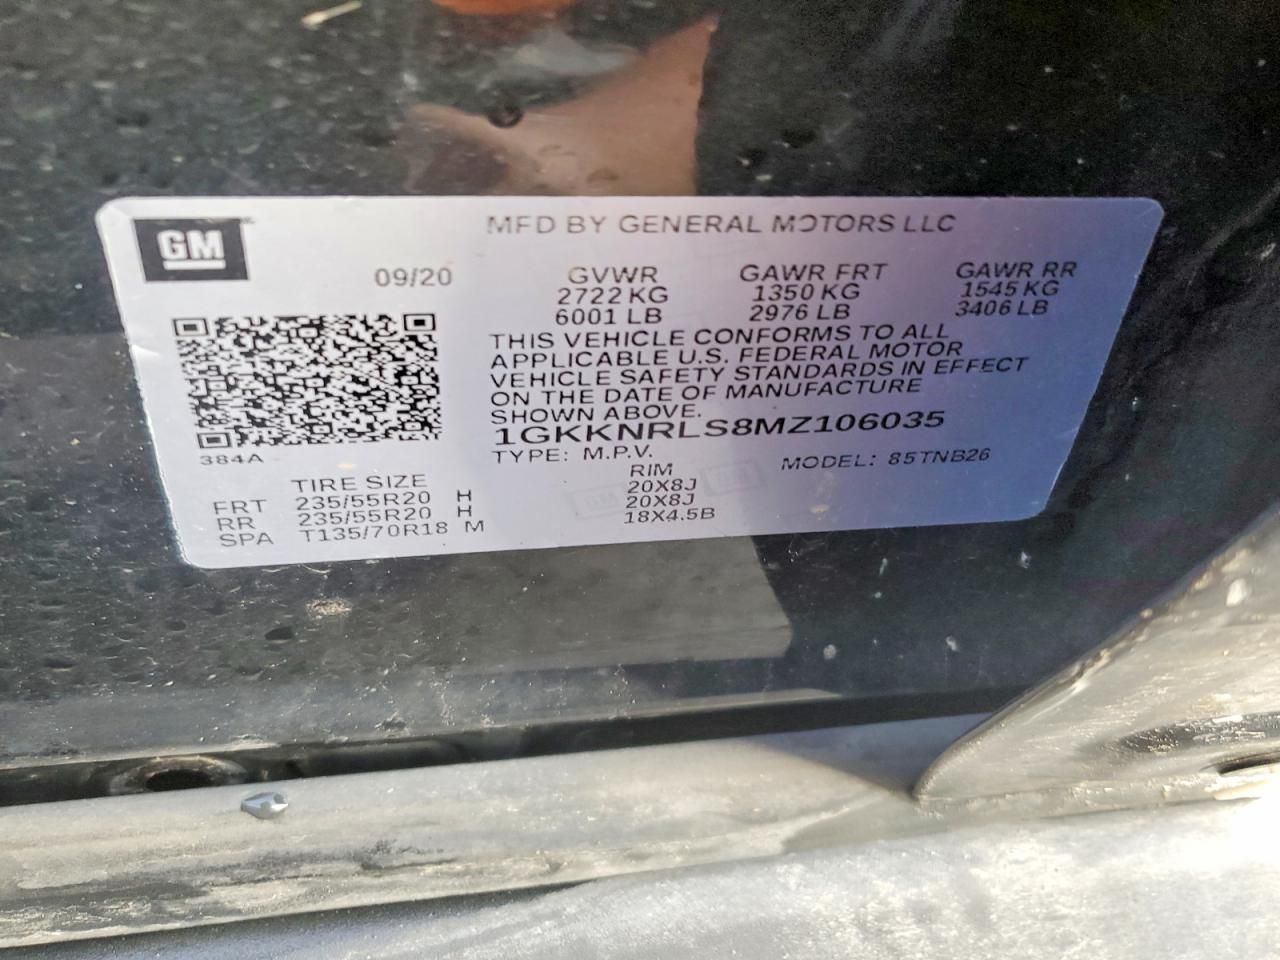 GM
MFD BY GENERAL MOTORS LLC
09/20
GVWR GAWR FRT GAWR RR
2722 KG 1350 KG 1545 KG
6001 LB 2976 LB 3406 LB
THIS VEHICLE CONFORMS TO ALL
APPLICABLE U.S. FEDERAL MOTOR
VEHICLE SAFETY STANDARDS IN EFFECT
ON THE DATE OF MANUFACTURE
SHOWN ABOVE.
1GKKNRLS8MZ106035
384A
TYPE: M.P.V. MODEL: 85TNB26
TIRE SIZE RIM
FRT 235/55R20 H 20X8J
RR 235/55R20 H 20X8J
SPA T135/70R18 M 18X4.5B